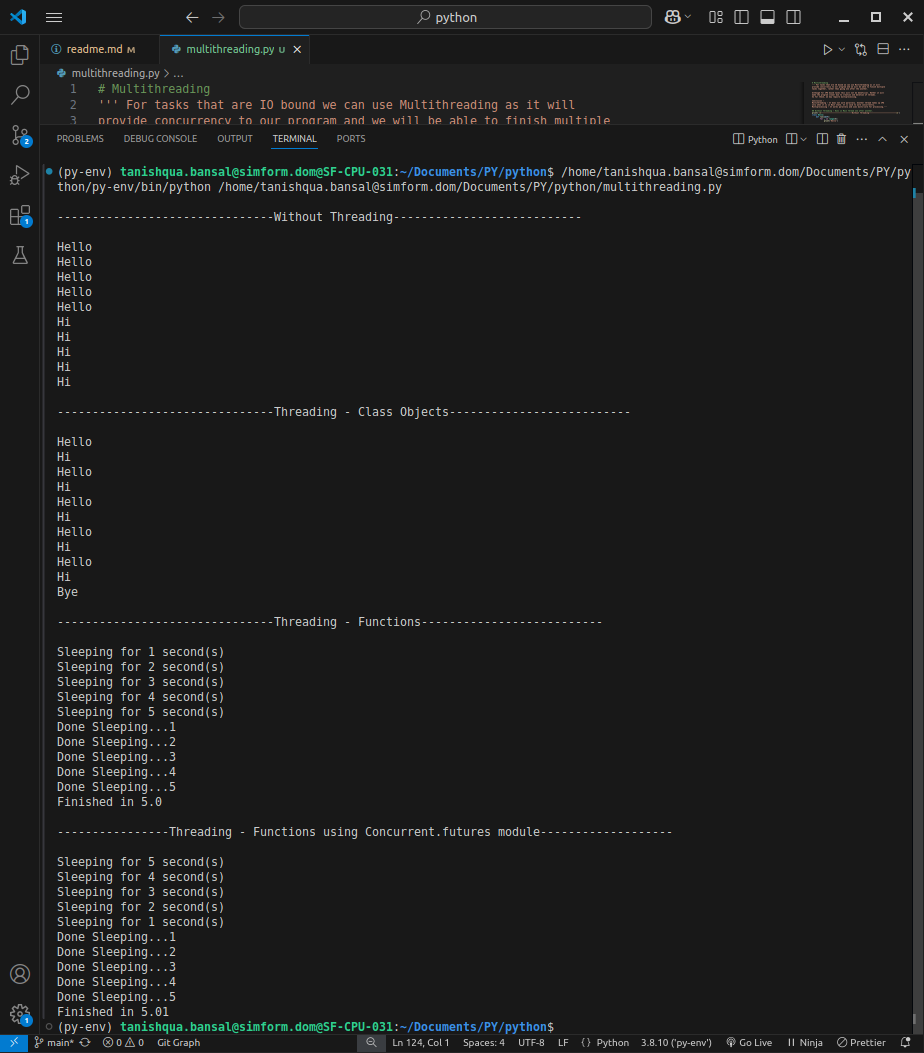 python
readme.md M
multithreading.py U
multithreading.py > ...
1 # Multithreading
2 ''' For tasks that are IO bound we can use Multithreading as it will
3 provide concurrency to our program and we will be able to finish multiple
PROBLEMS DEBUG CONSOLE OUTPUT TERMINAL PORTS
Python
(py-env) tanishqua.bansal@simform.dom@SF-CPU-031:~/Documents/PY/python$ /home/tanishqua.bansal@simform.dom/Documents/PY/py
thon/py-env/bin/python /home/tanishqua.bansal@simform.dom/Documents/PY/python/multithreading.py
-------------------------------Without Threading---------------------------
Hello
Hello
Hello
Hello
Hello
Hi
Hi
Hi
Hi
Hi
-------------------------------Threading - Class Objects--------------------------
Hello
Hi
Hello
Hi
Hello
Hi
Hello
Hi
Hello
Hi
Bye
-------------------------------Threading - Functions--------------------------
Sleeping for 1 second(s)
Sleeping for 2 second(s)
Sleeping for 3 second(s)
Sleeping for 4 second(s)
Sleeping for 5 second(s)
Done Sleeping...1
Done Sleeping...2
Done Sleeping...3
Done Sleeping...4
Done Sleeping...5
Finished in 5.0
----------------Threading - Functions using Concurrent.futures module-------------------
Sleeping for 5 second(s)
Sleeping for 4 second(s)
Sleeping for 3 second(s)
Sleeping for 2 second(s)
Sleeping for 1 second(s)
Done Sleeping...1
Done Sleeping...2
Done Sleeping...3
Done Sleeping...4
Done Sleeping...5
Finished in 5.01
(py-env) tanishqua.bansal@simform.dom@SF-CPU-031:~/Documents/PY/python$
2
1
1
main* 0 0 Git Graph Ln 124, Col 1 Spaces: 4 UTF-8 LF {} Python 3.8.10 ('py-env') Go Live Ninja Prettier